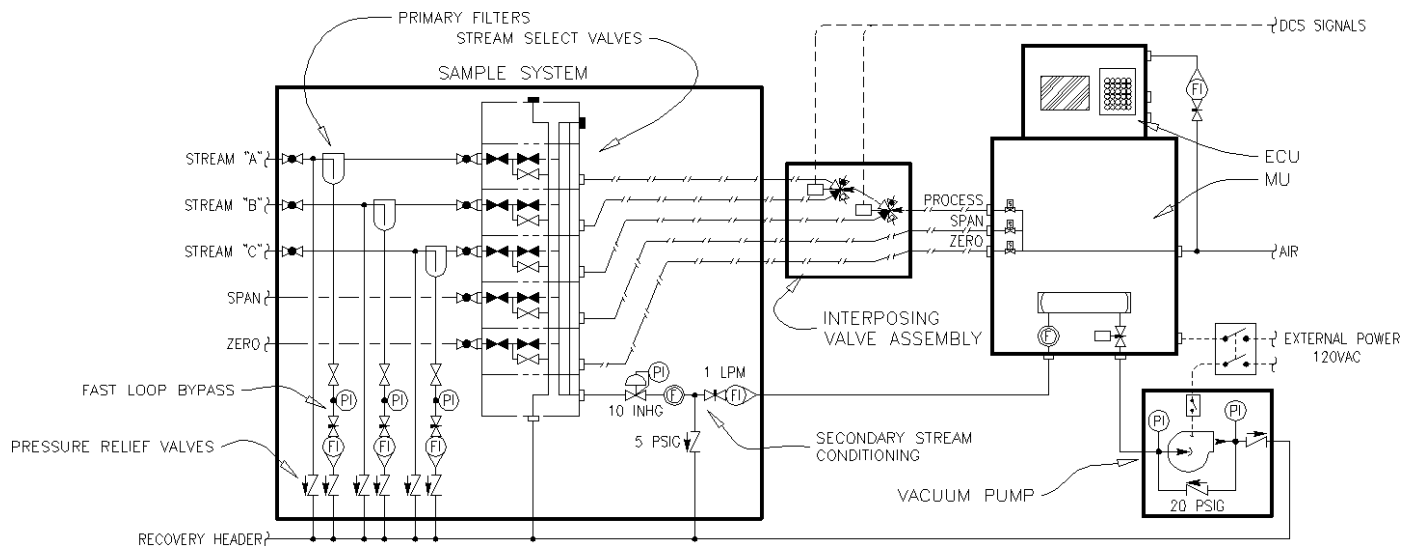 PRIMARY FILTERS
STREAM SELECT VALVES
SAMPLE SYSTEM
DCS SIGNALS
FI
ECU
MU
STREAM "A"
STREAM "B"
STREAM "C"
SPAN
ZERO
PROCESS
SPAN
ZERO
AIR
INTERPOSING
VALVE ASSEMBLY
EXTERNAL POWER
120VAC
FAST LOOP BYPASS
PI
PI
PI
FI
FI
FI
PRESSURE RELIEF VALVES
PI
10 INHG
F
1 LPM
FI
5 PSIG
SECONDARY STREAM
CONDITIONING
F
PI
PI
20 PSIG
VACUUM PUMP
RECOVERY HEADER